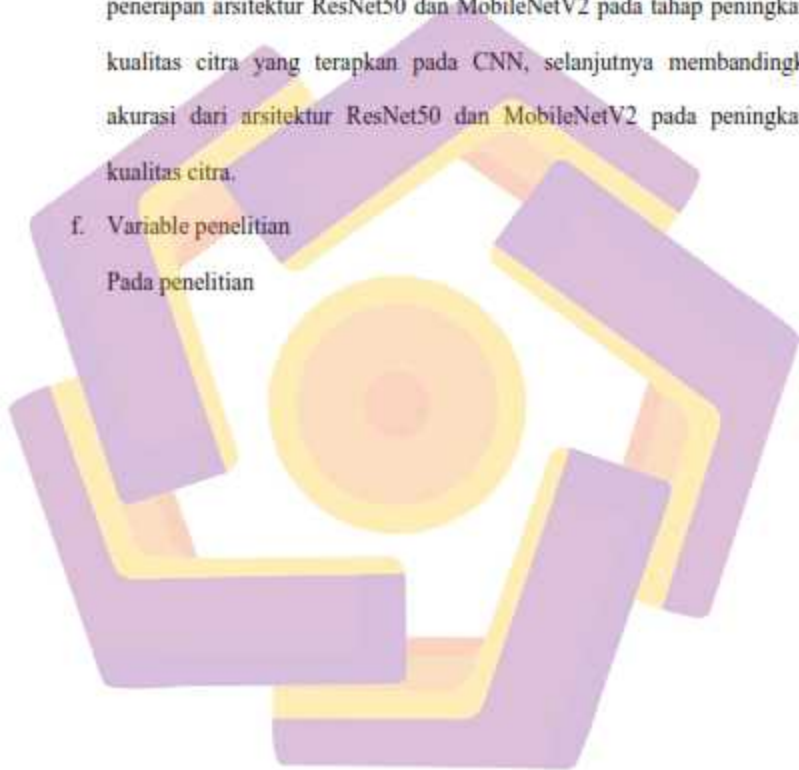 penerapan arsitektur ResNet50 dan MobileNetV2 pada tahap peningka
kualitas citra yang terapkan pada CNN, selanjutnya membandingk
akurasi dari arsitektur ResNet50 dan MobileNetV2 pada peningka
kualitas citra.
f. Variable penelitian
Pada penelitian